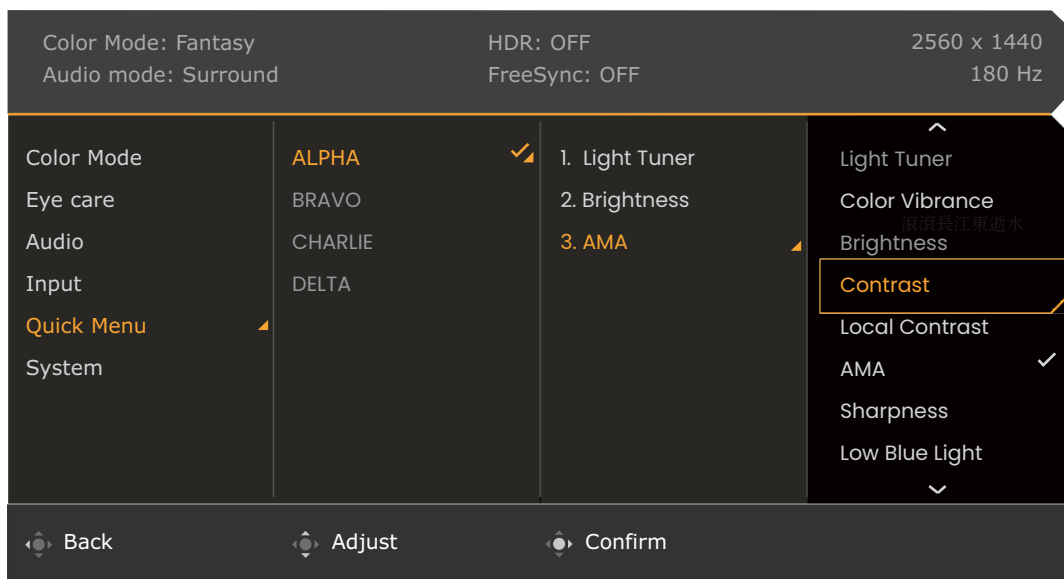 Color Mode: Fantasy
Audio mode: Surround
HDR: OFF
FreeSync: OFF
2560 x 1440
180 Hz
Color Mode
Eye care
Audio
Input
Quick Menu
System
ALPHA
BRAVO
CHARLIE
DELTA
1. Light Tuner
2. Brightness
3. AMA
Light Tuner
Color Vibrance
滾滾長江東逝水
Brightness
Contrast
Local Contrast
AMA
Sharpness
Low Blue Light
Back
Adjust
Confirm